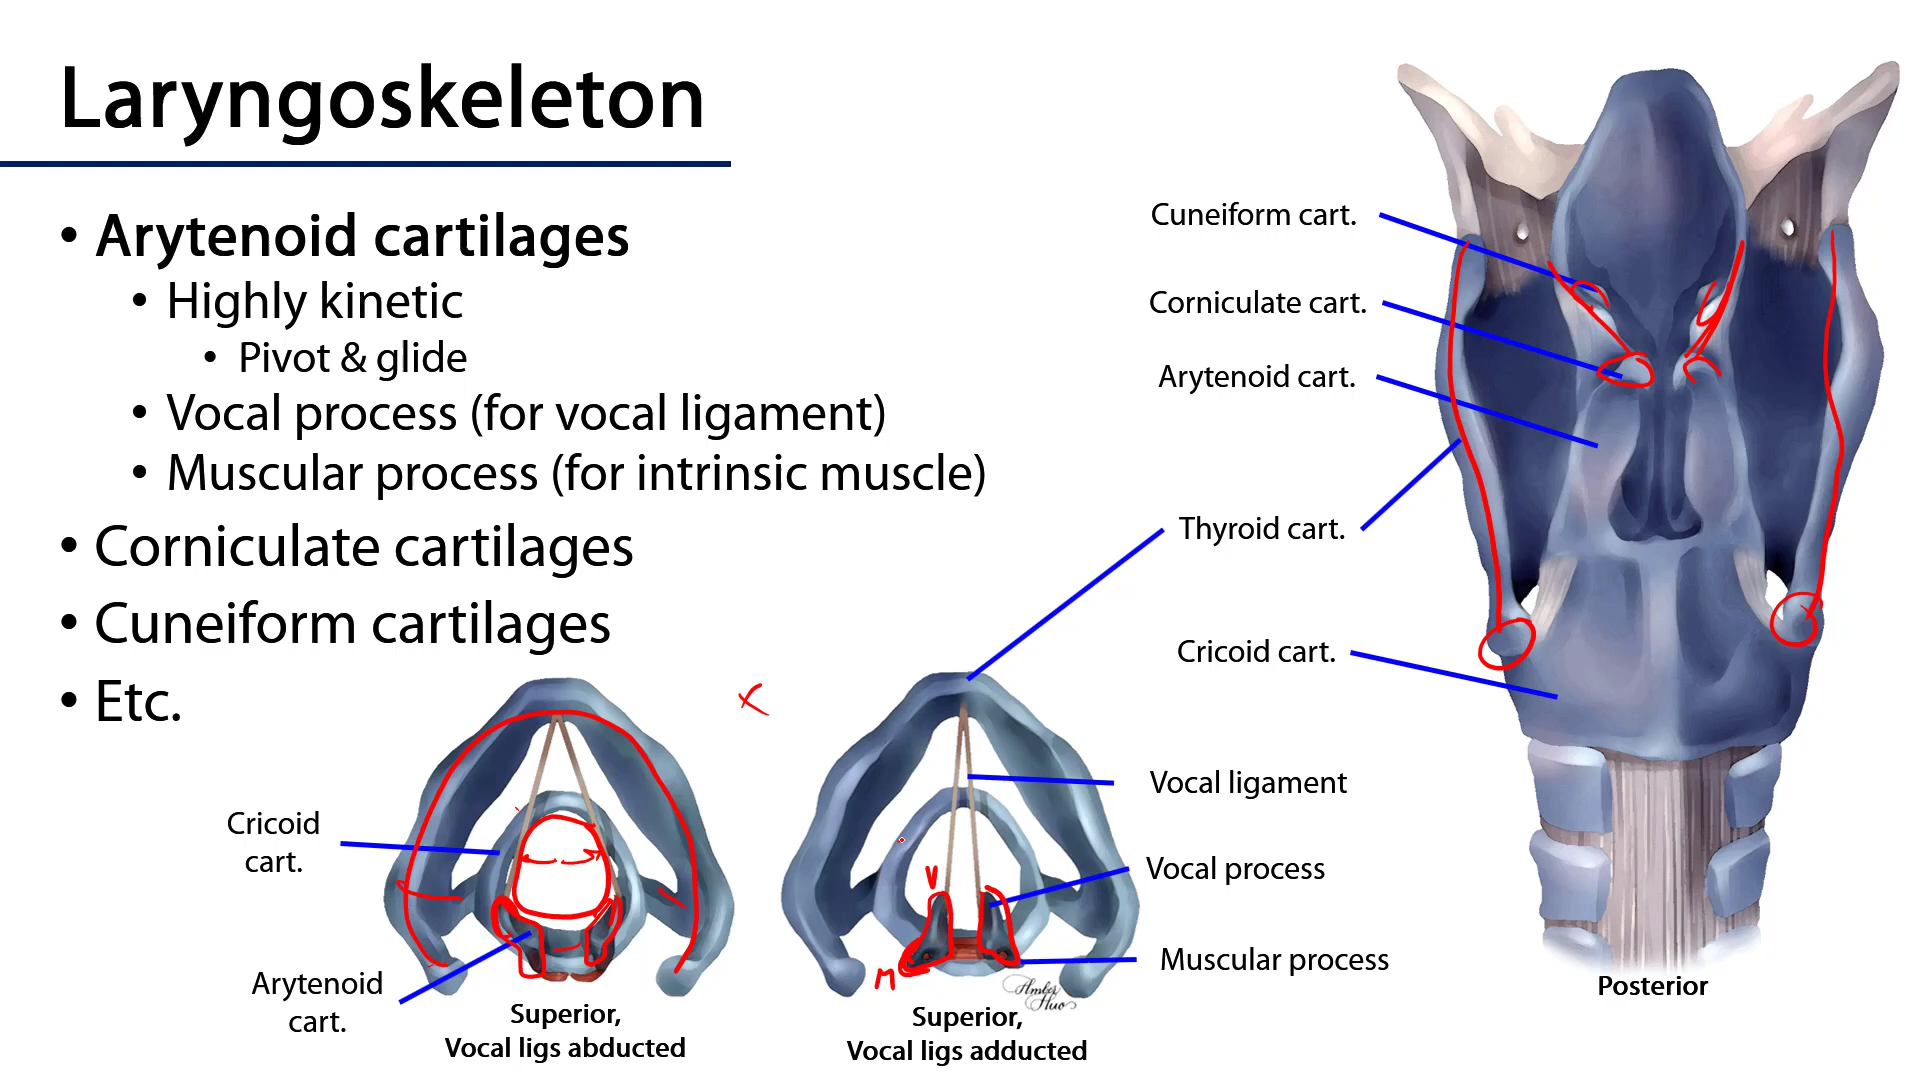 Laryngoskeleton
• Arytenoid cartilages
• Highly kinetic
• Pivot & glide
• Vocal process (for vocal ligament)
• Muscular process (for intrinsic muscle)
• Corniculate cartilages
• Cuneiform cartilages
• Etc.
Cuneiform cart.
Corniculate cart.
Arytenoid cart.
Thyroid cart.
Cricoid cart.
Vocal ligament
Vocal process
Muscular process
Cricoid
cart.
Arytenoid
cart.
V
M
Amber
Huo
Superior,
Vocal ligs abducted
Superior,
Vocal ligs adducted
Posterior